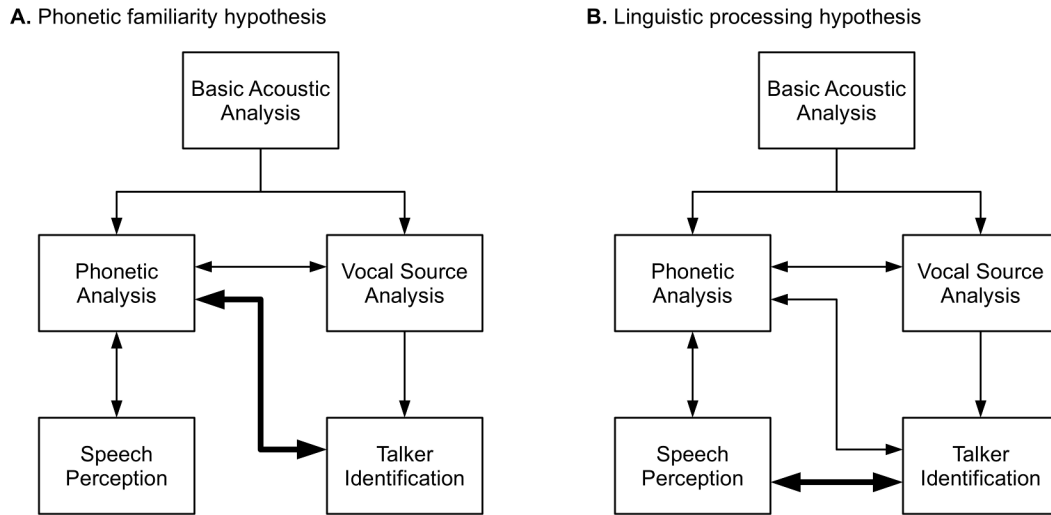 A. Phonetic familiarity hypothesis
Basic Acoustic
Analysis
Phonetic
Analysis
Vocal Source
Analysis
Speech
Perception
Talker
Identification
B. Linguistic processing hypothesis
Basic Acoustic
Analysis
Phonetic
Analysis
Vocal Source
Analysis
Speech
Perception
Talker
Identification